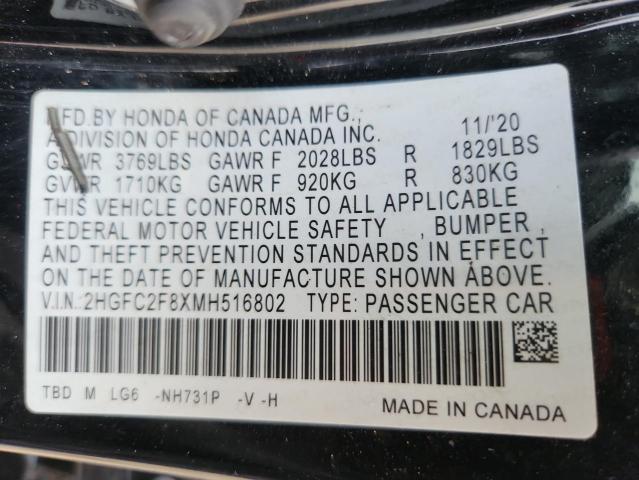 MFD. BY HONDA OF CANADA MFG.,
A DIVISION OF HONDA CANADA INC. 11/'20
GVWR 3769LBS GAWR F 2028LBS R 1829LBS
GVWR 1710KG GAWR F 920KG R 830KG
THIS VEHICLE CONFORMS TO ALL APPLICABLE
FEDERAL MOTOR VEHICLE SAFETY , BUMPER ,
AND THEFT PREVENTION STANDARDS IN EFFECT
ON THE DATE OF MANUFACTURE SHOWN ABOVE.
V.I.N.:2HGFC2F8XMH516802 TYPE: PASSENGER CAR
TBD M LG6 -NH731P -V -H
MADE IN CANADA